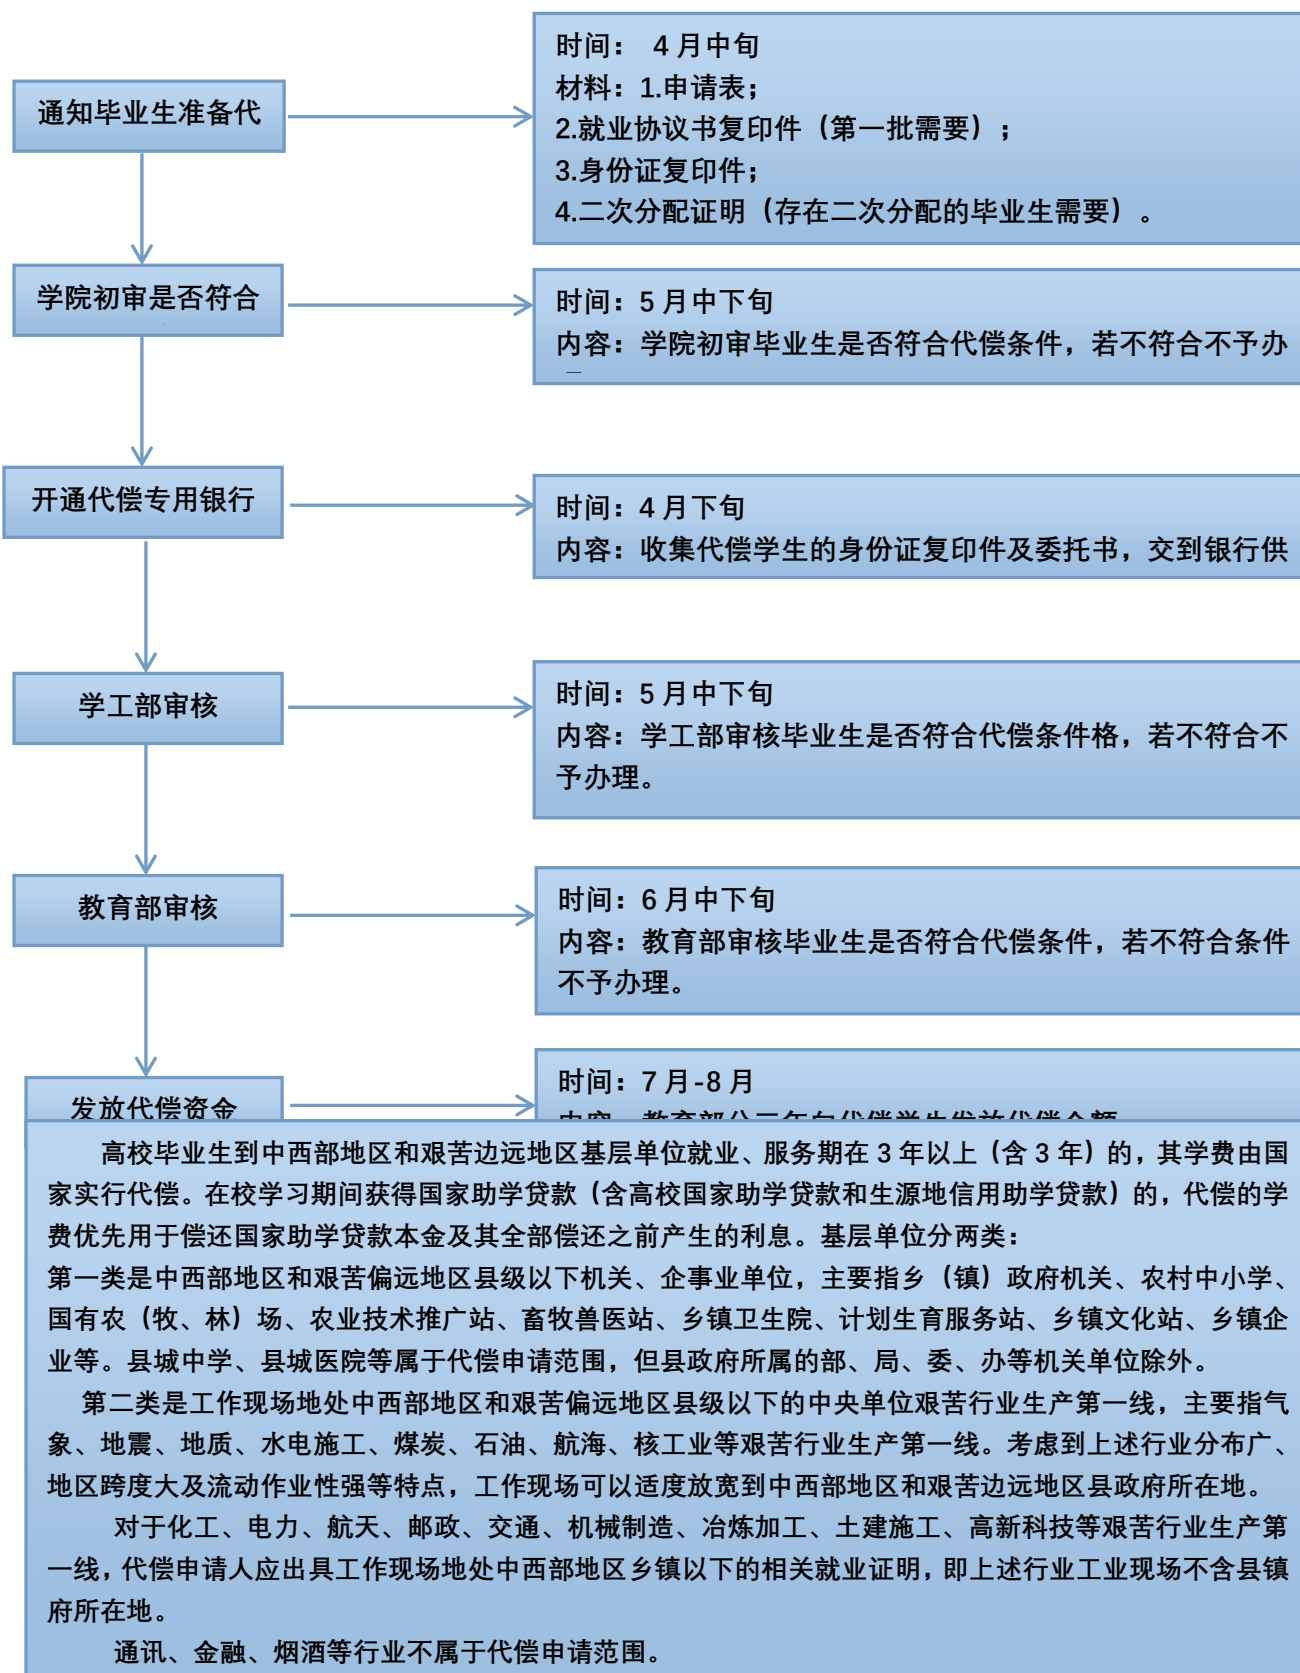 通知毕业生准备代
时间： 4月中旬
材料：1.申请表；
2.就业协议书复印件（第一批需要）；
3.身份证复印件；
4.二次分配证明（存在二次分配的毕业生需要）。
学院初审是否符合
时间：5月中下旬
内容：学院初审毕业生是否符合代偿条件，若不符合不予办
开通代偿专用银行
时间：4月下旬
内容：收集代偿学生的身份证复印件及委托书，交到银行供
学工部审核
时间：5月中下旬
内容：学工部审核毕业生是否符合代偿条件格，若不符合不
予办理。
教育部审核
时间：6月中下旬
内容：教育部审核毕业生是否符合代偿条件，若不符合条件
不予办理。
发放代偿资金
时间：7月-8月
内容：教育部分三年向代偿学生发放代偿金额
高校毕业生到中西部地区和艰苦边远地区基层单位就业、服务期在3年以上（含3年）的，其学费由国
家实行代偿。在校学习期间获得国家助学贷款（含高校国家助学贷款和生源地信用助学贷款）的，代偿的学
费优先用于偿还国家助学贷款本金及其全部偿还之前产生的利息。基层单位分两类：
第一类是中西部地区和艰苦偏远地区县级以下机关、企事业单位，主要指乡（镇）政府机关、农村中小学、
国有农（牧、林）场、农业技术推广站、畜牧兽医站、乡镇卫生院、计划生育服务站、乡镇文化站、乡镇企
业等。县城中学、县城医院等属于代偿申请范围，但县政府所属的部、局、委、办等机关单位除外。
第二类是工作现场地处中西部地区和艰苦偏远地区县级以下的中央单位艰苦行业生产第一线，主要指气
象、地震、地质、水电施工、煤炭、石油、航海、核工业等艰苦行业生产第一线。考虑到上述行业分布广、
地区跨度大及流动作业性强等特点，工作现场可以适度放宽到中西部地区和艰苦边远地区县政府所在地。
对于化工、电力、航天、邮政、交通、机械制造、冶炼加工、土建施工、高新科技等艰苦行业生产第
一线，代偿申请人应出具工作现场地处中西部地区乡镇以下的相关就业证明，即上述行业工业现场不含县镇
府所在地。
通讯、金融、烟酒等行业不属于代偿申请范围。